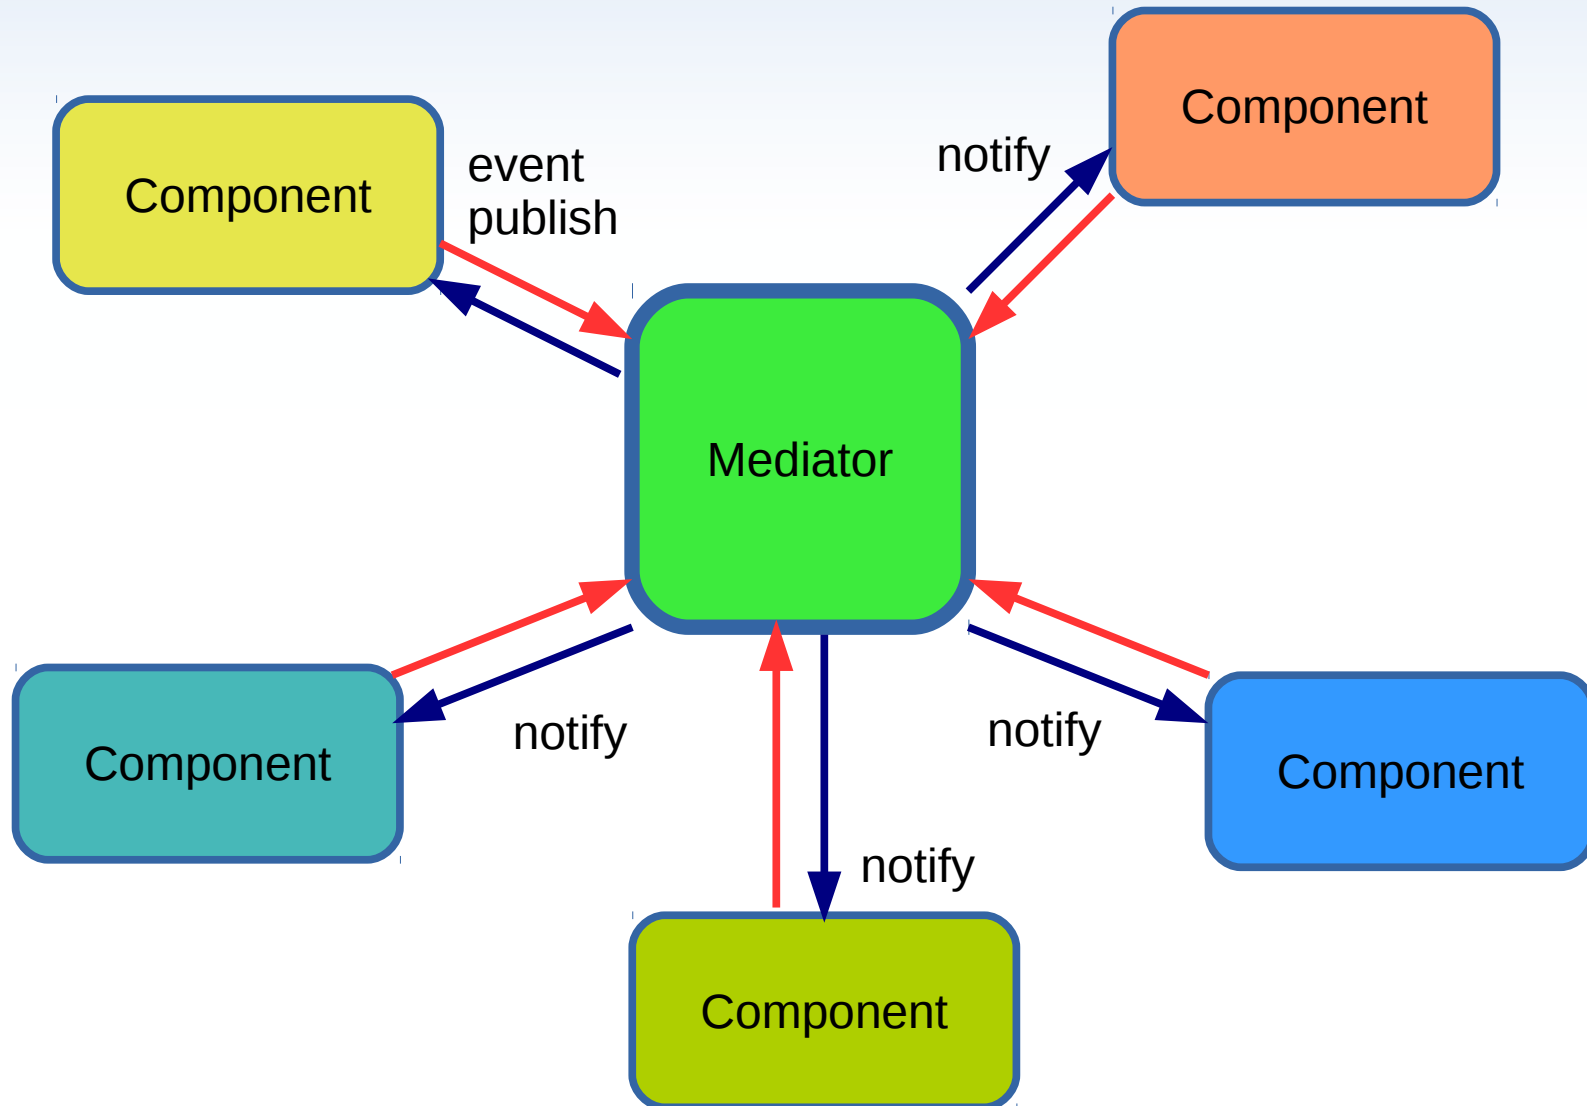 Component
event
publish
notify
Component
Mediator
Component
notify
notify
Component
notify
Component